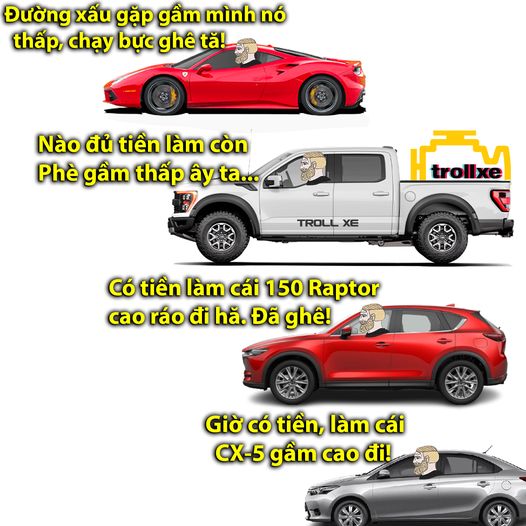 Đường xấu gặp gầm mình nó
thấp, chạy bực ghê tă!
Nào đủ tiền làm còn
Phè gầm thấp ây ta...
trollxe
TROLL XE
Có tiền làm cái 150 Raptor
cao ráo đi hă. Đã ghê!
Giờ có tiền, làm cái
CX-5 gầm cao đi!